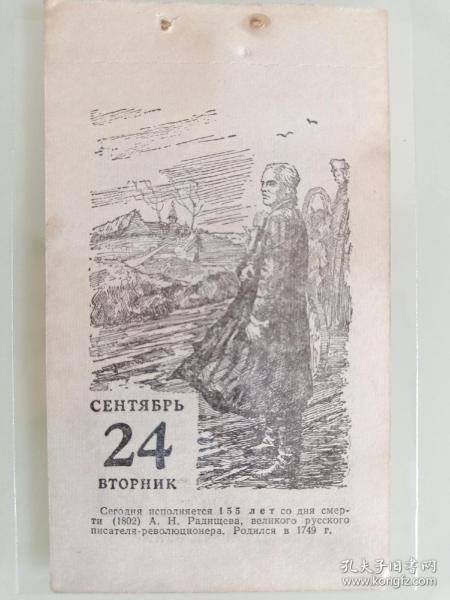 СЕНТЯБРЬ
24
ВТОРНИК
Сегодня исполняется 155 лет со дня смер-
ти (1802) А. Н. Радищева, великого русского
писателя-революционера. Родился в 1749 г.
孔夫子旧书网
www.kongfz.com